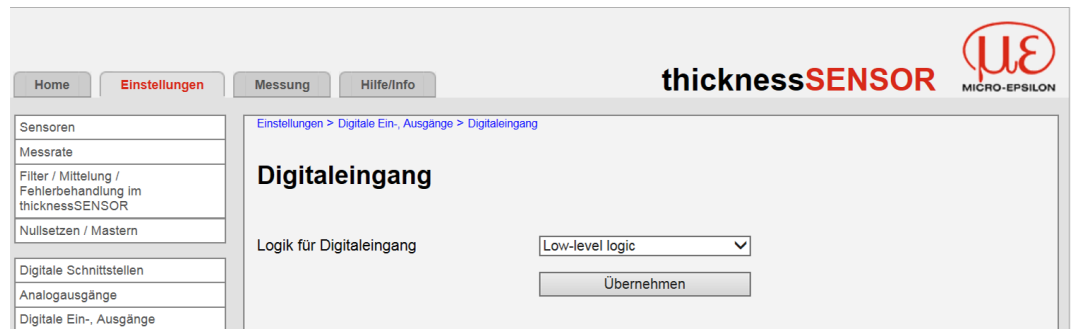 με
MICRO-EPSILON
thicknessSENSOR
Home
Einstellungen
Messung
Hilfe/Info
Sensoren
Messrate
Filter / Mittelung /
Fehlerbehandlung im
thicknessSENSOR
Nullsetzen / Mastern
Digitale Schnittstellen
Analogausgänge
Digitale Ein-, Ausgänge
Einstellungen > Digitale Ein-, Ausgänge > Digitaleingang
Digitaleingang
Logik für Digitaleingang
Low-level logic
Übernehmen